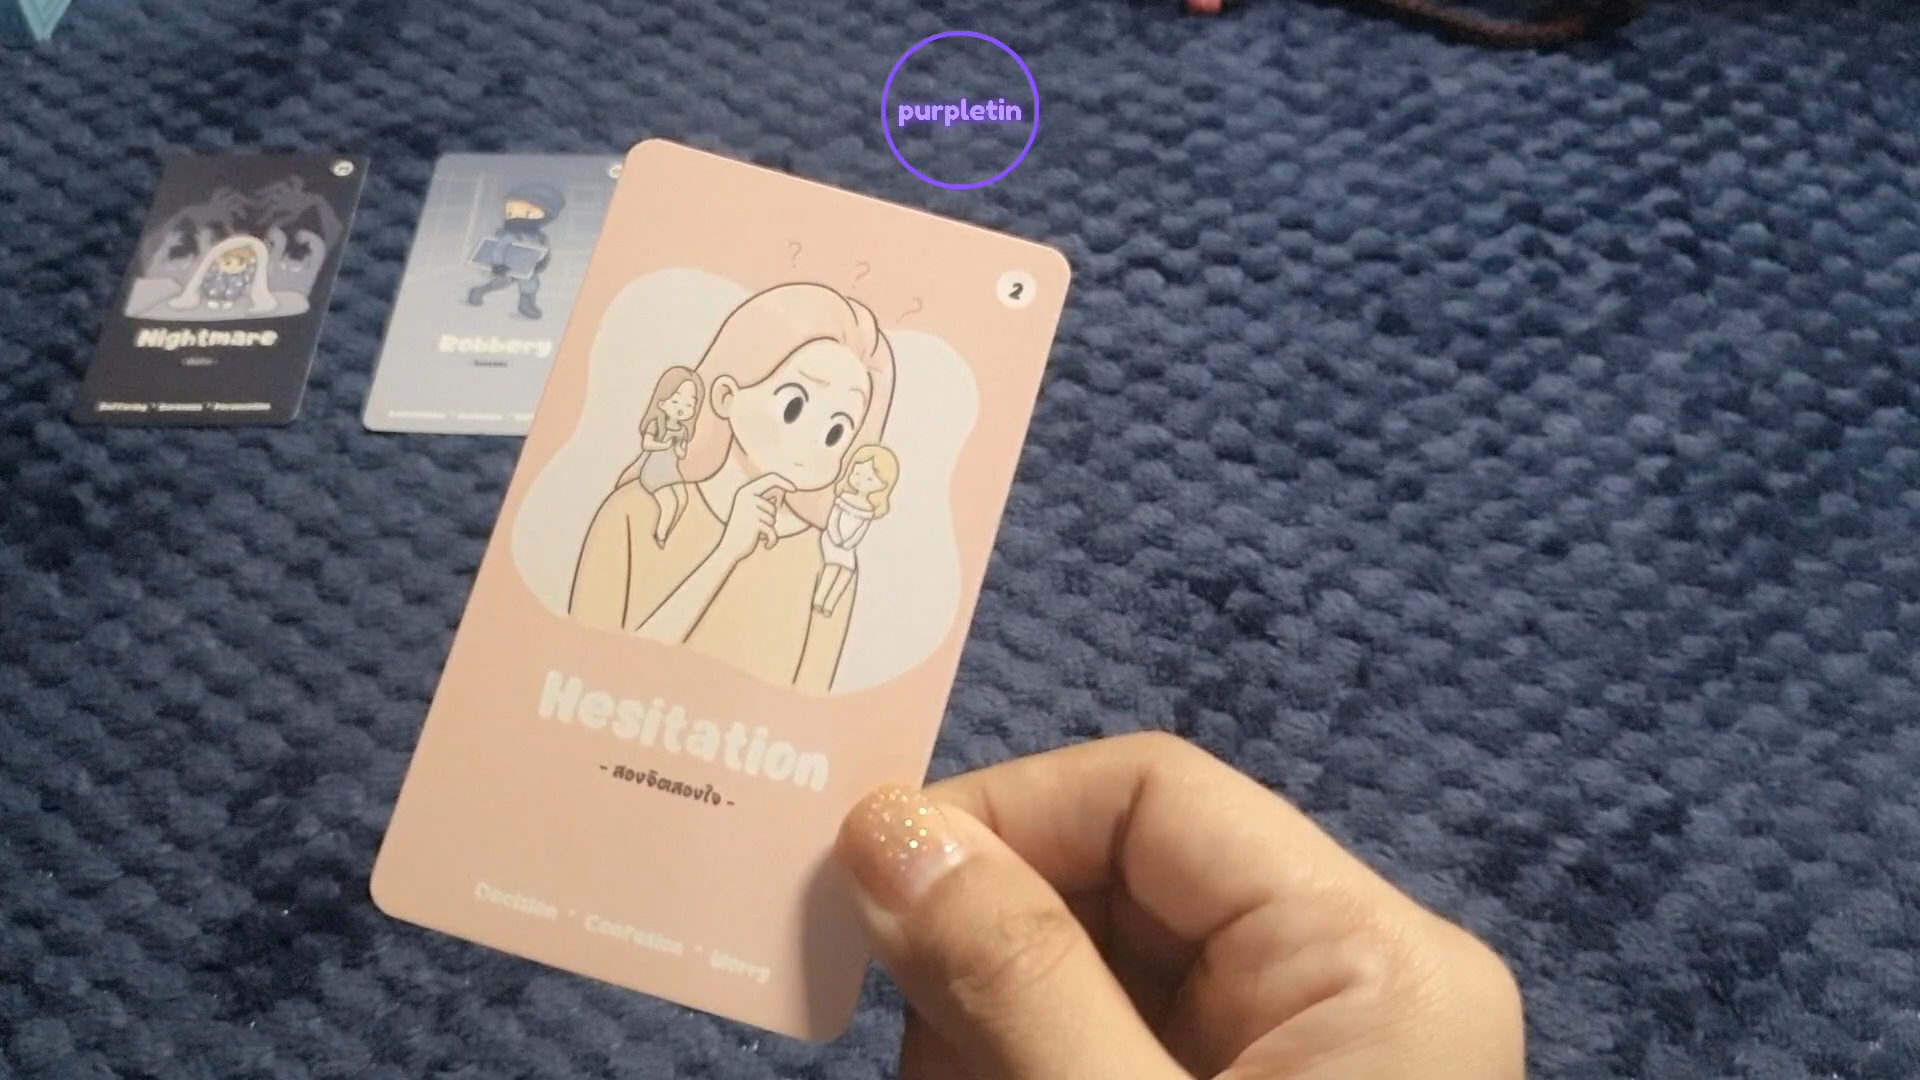 purpletin
Nightmare
Robbery
2
? ? ?
Hesitation
- สองจิตสองใจ -
Decision * Confusion * Worry